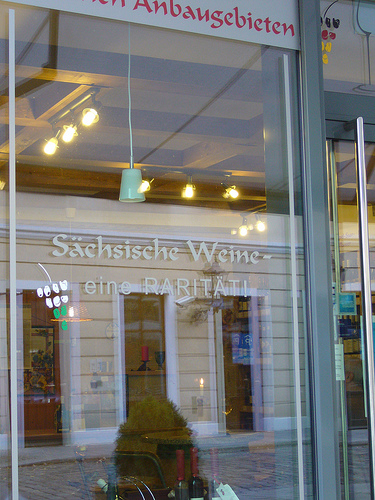 Anbaugebieten
Sächsische Weine-
eine RARITÄT!